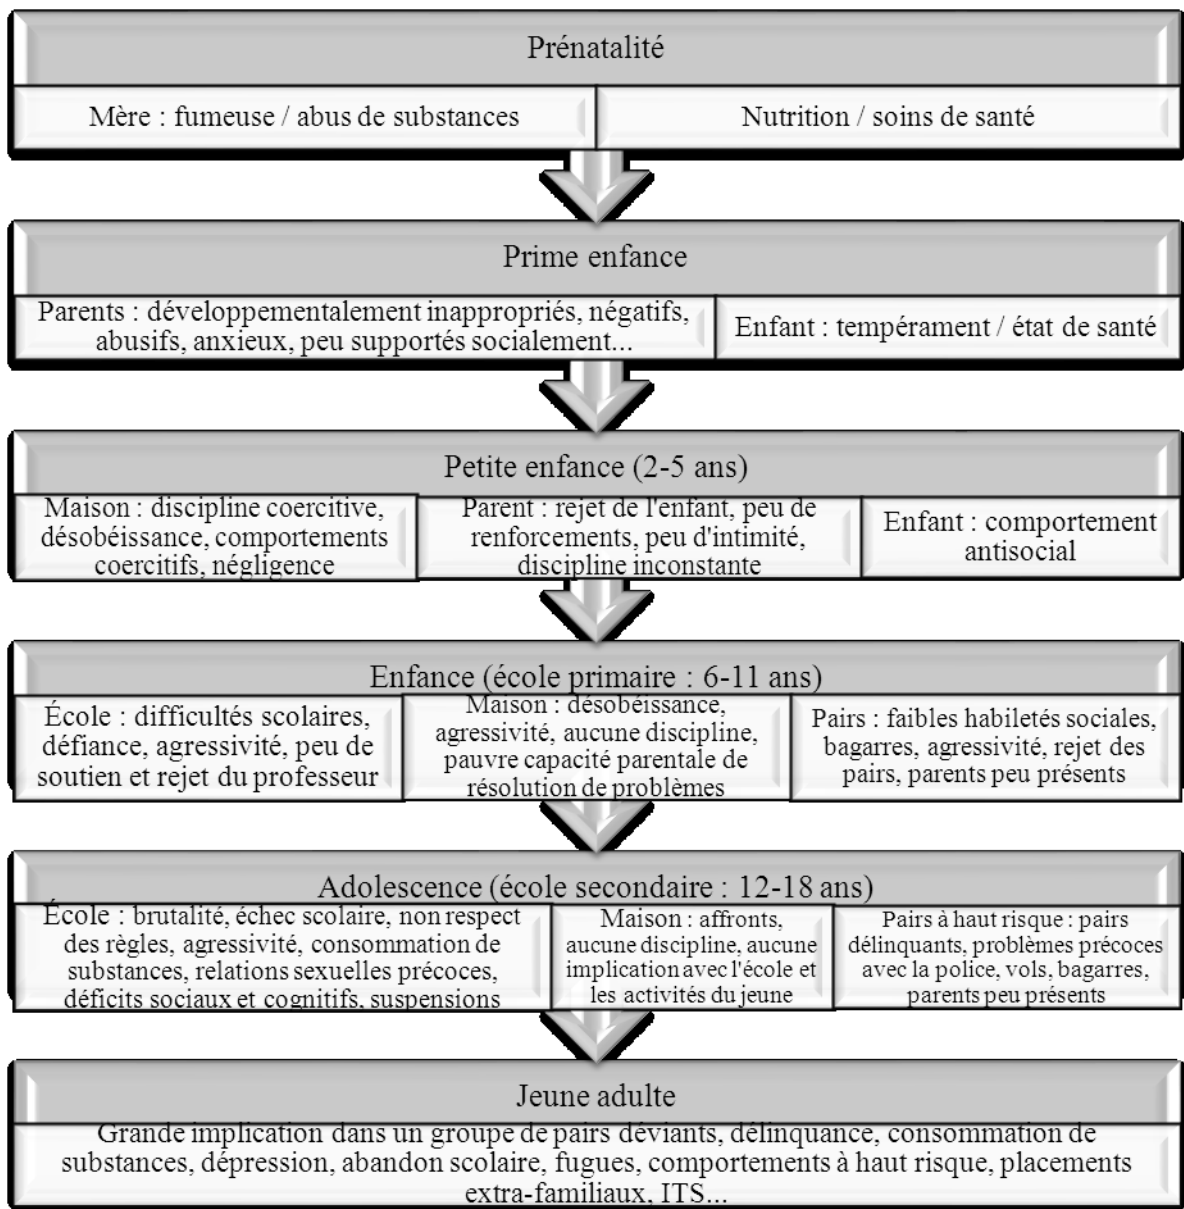 Prénatalité
Mère : fumeuse / abus de substances
Nutrition / soins de santé
Prime enfance
Parents : développementalement inappropriés, négatifs,
abusifs, anxieux, peu supportés socialement...
Enfant : tempérament / état de santé
Petite enfance (2-5 ans)
Maison : discipline coercitive,
désobéissance, comportements
coercitifs, négligence
Parent : rejet de l'enfant, peu de
renforcements, peu d'intimité,
discipline inconstante
Enfant : comportement
antisocial
Enfance (école primaire : 6-11 ans)
École : difficultés scolaires,
défiance, agressivité, peu de
soutien et rejet du professeur
Maison : désobéissance,
agressivité, aucune discipline,
pauvre capacité parentale de
résolution de problèmes
Pairs : faibles habiletés sociales,
bagarres, agressivité, rejet des
pairs, parents peu présents
Adolescence (école secondaire : 12-18 ans)
École : brutalité, échec scolaire, non respect
des règles, agressivité, consommation de
substances, relations sexuelles précoces,
déficits sociaux et cognitifs, suspensions
Maison : affronts,
aucune discipline, aucune
implication avec l'école et
les activités du jeune
Pairs à haut risque : pairs
délinquants, problèmes précoces
avec la police, vols, bagarres,
parents peu présents
Jeune adulte
Grande implication dans un groupe de pairs déviants, délinquance, consommation de
substances, dépression, abandon scolaire, fugues, comportements à haut risque, placements
extra-familiaux, ITS...